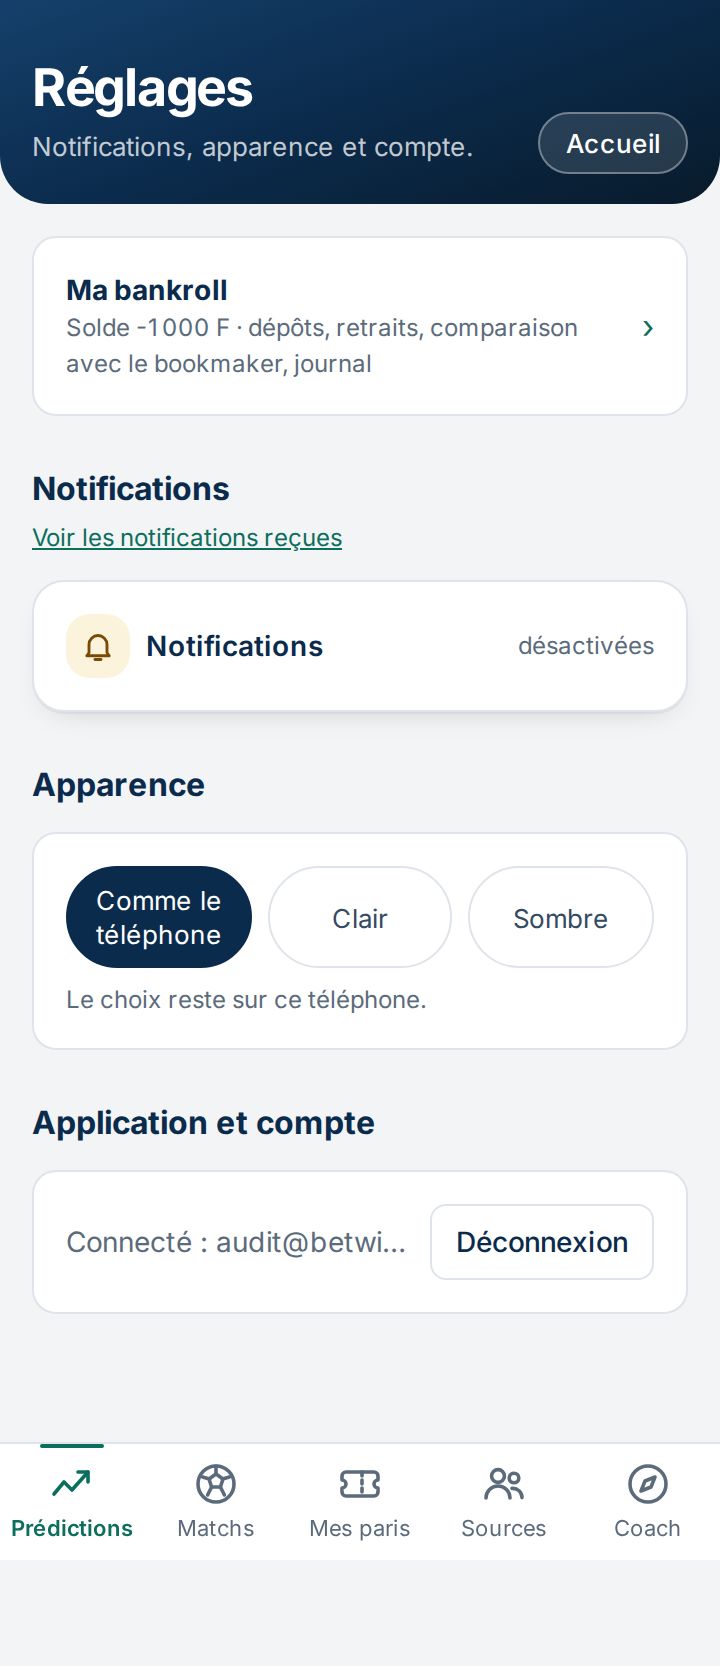 Réglages
Notifications, apparence et compte.
Accueil
Ma bankroll
Solde -1 000 F · dépôts, retraits, comparaison
avec le bookmaker, journal
›
Notifications
Voir les notifications reçues
Notifications
désactivées
Apparence
Comme le
téléphone
Clair
Sombre
Le choix reste sur ce téléphone.
Application et compte
Connecté : audit@betwi...
Déconnexion
Prédictions
Matchs
Mes paris
Sources
Coach